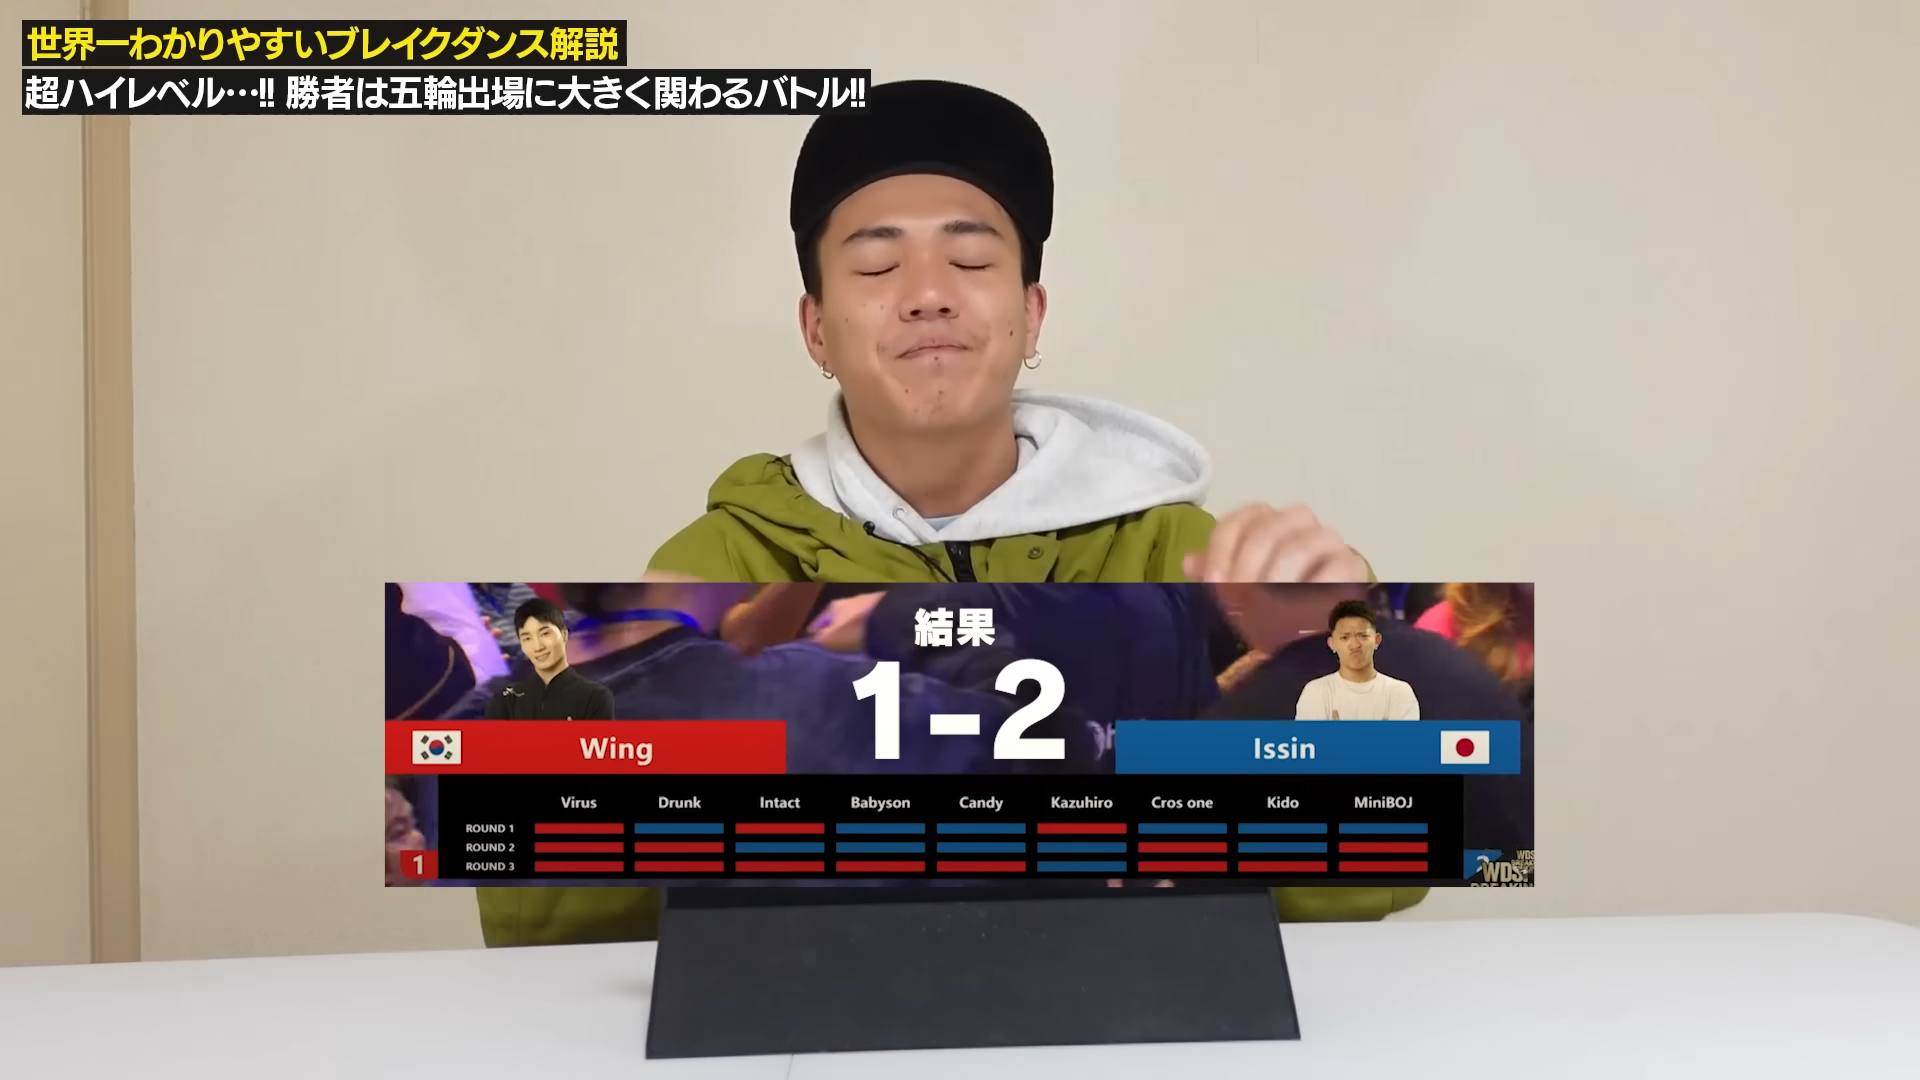 世界一わかりやすいブレイクダンス解説
超ハイレベル…!! 勝者は五輪出場に大きく関わるバトル!!
結果
1-2
Wing
Issin
Virus Drunk Intact Babyson Candy Kazuhiro Cros one Kido MiniBOJ
ROUND 1
ROUND 2
ROUND 3
1
WDSF